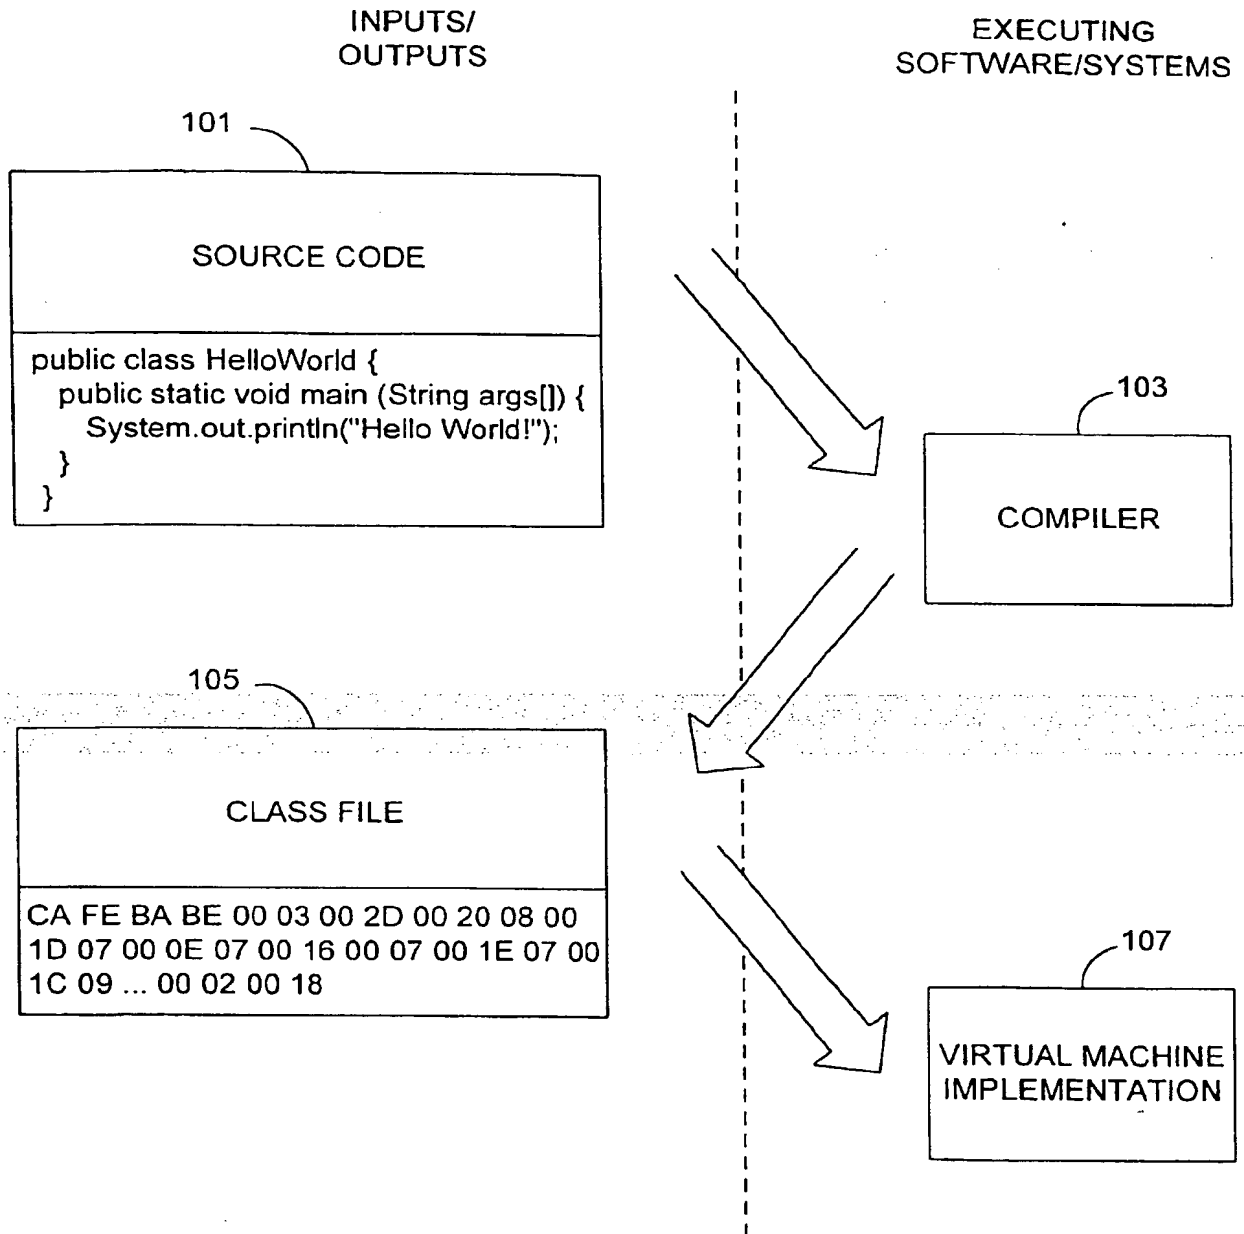 INPUTS/
OUTPUTS
EXECUTING
SOFTWARE/SYSTEMS
101
SOURCE CODE
public class HelloWorld {
public static void main (String args[]) {
System.out.println("Hello World!");
}
}
103
COMPILER
105
CLASS FILE
CA FE BA BE 00 03 00 2D 00 20 08 00
1D 07 00 0E 07 00 16 00 07 00 1E 07 00
1C 09 ... 00 02 00 18
107
VIRTUAL MACHINE
IMPLEMENTATION